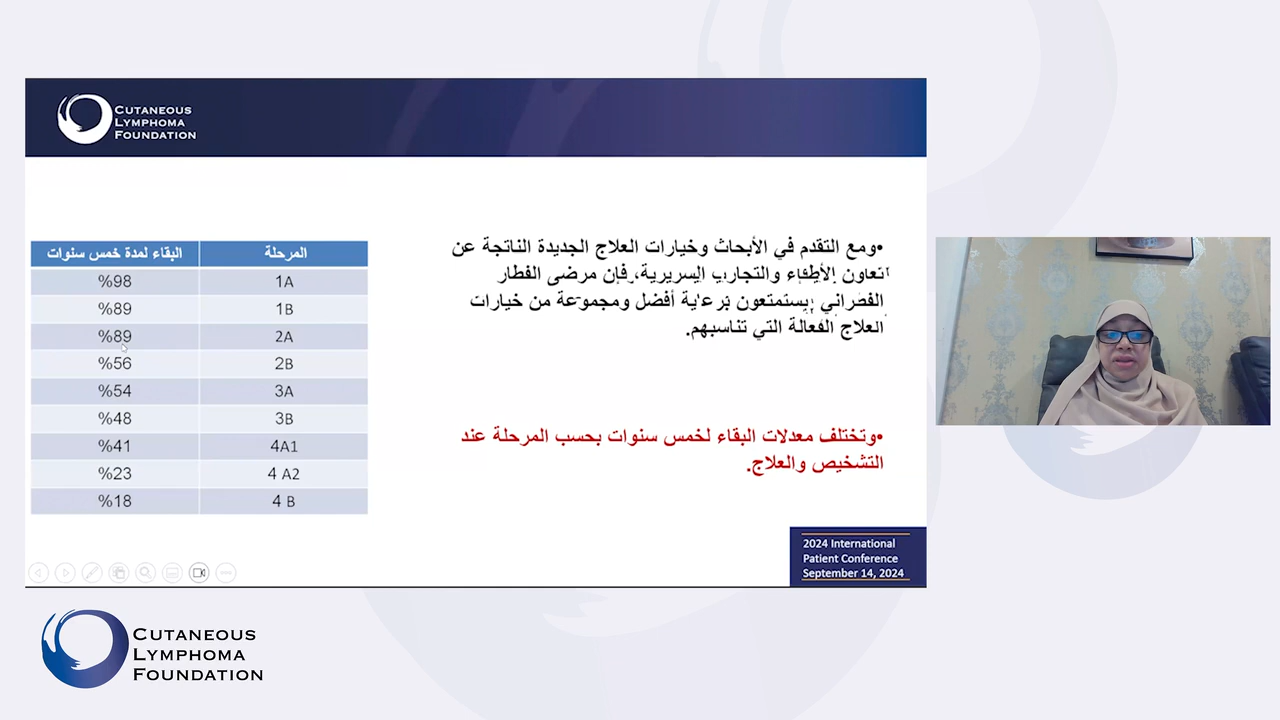 CUTANEOUS
LYMPHOMA
FOUNDATION
•ومع التقدم في الأبحاث وخيارات العلاج الجديدة الناتجة عن
تعاون الأطباء والتجارب السريرية، فإن مرضى الفطار
الفطراني يستمتعون برعاية أفضل ومجموعة من خيارات
العلاج الفعالة التي تناسبهم.
•وتختلف معدلات البقاء لخمس سنوات بحسب المرحلة عند
التشخيص والعلاج.
المرحلة البقاء لمدة خمس سنوات
1A %98
1B %89
2A %89
2B %56
3A %54
3B %48
4A1 %41
4 A2 %23
4 B %18
2024 International
Patient Conference
September 14, 2024
CUTANEOUS
LYMPHOMA
FOUNDATION